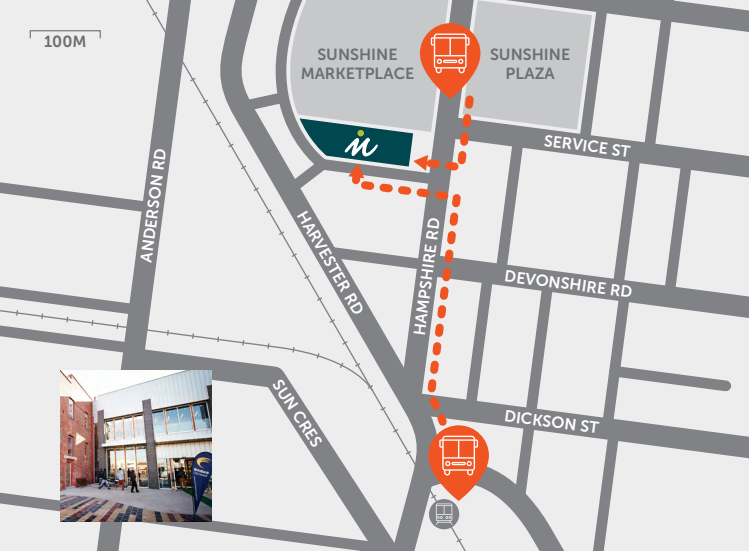 100M
SUNSHINE
MARKETPLACE
SUNSHINE
PLAZA
SERVICE ST
ANDERSON RD
HARVESTER RD
HAMPSHIRE RD
DEVONSHIRE RD
SUN CRES
DICKSON ST